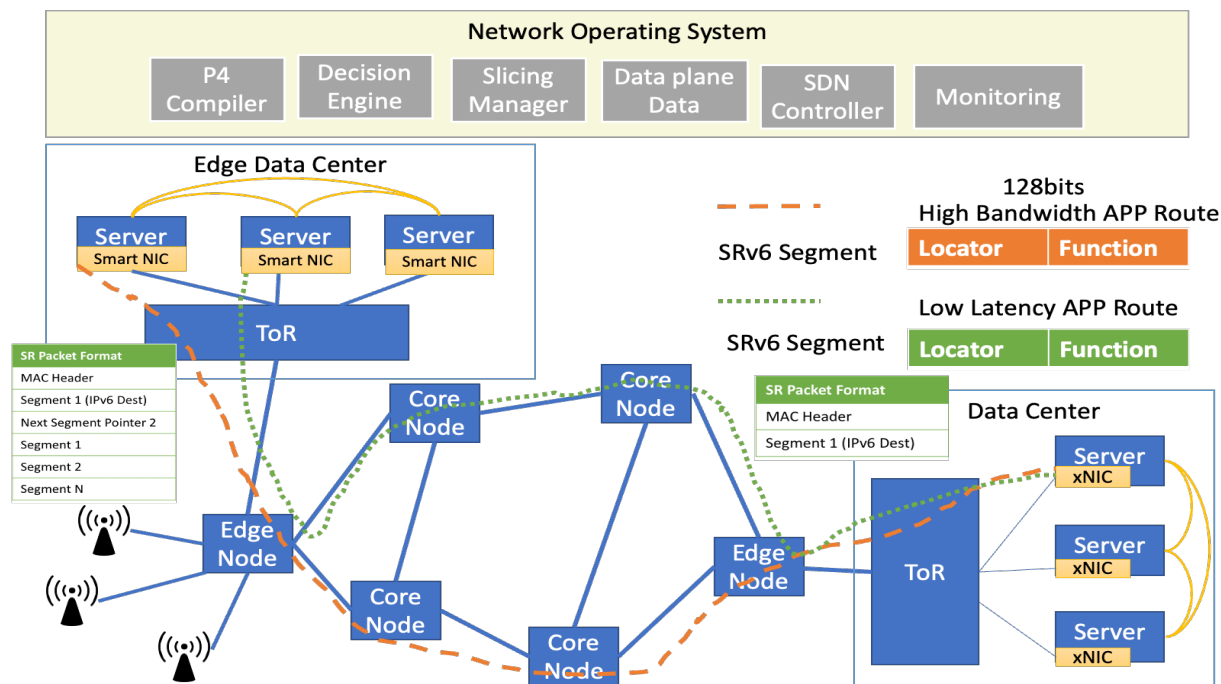 Network Operating System
P4
Compiler
Decision
Engine
Slicing
Manager
Data plane
Data
SDN
Controller
Monitoring
Edge Data Center
Server
Smart NIC
Server
Smart NIC
Server
Smart NIC
ToR
128bits
High Bandwidth APP Route
SRv6 Segment
Locator
Function
Low Latency APP Route
SRv6 Segment
Locator
Function
SR Packet Format
MAC Header
Segment 1 (IPv6 Dest)
Next Segment Pointer 2
Segment 1
Segment 2
Segment N
Core
Node
Core
Node
SR Packet Format
MAC Header
Segment 1 (IPv6 Dest)
Data Center
Server
xNIC
Server
xNIC
Server
xNIC
ToR
Edge
Node
Edge
Node
Core
Node
Core
Node